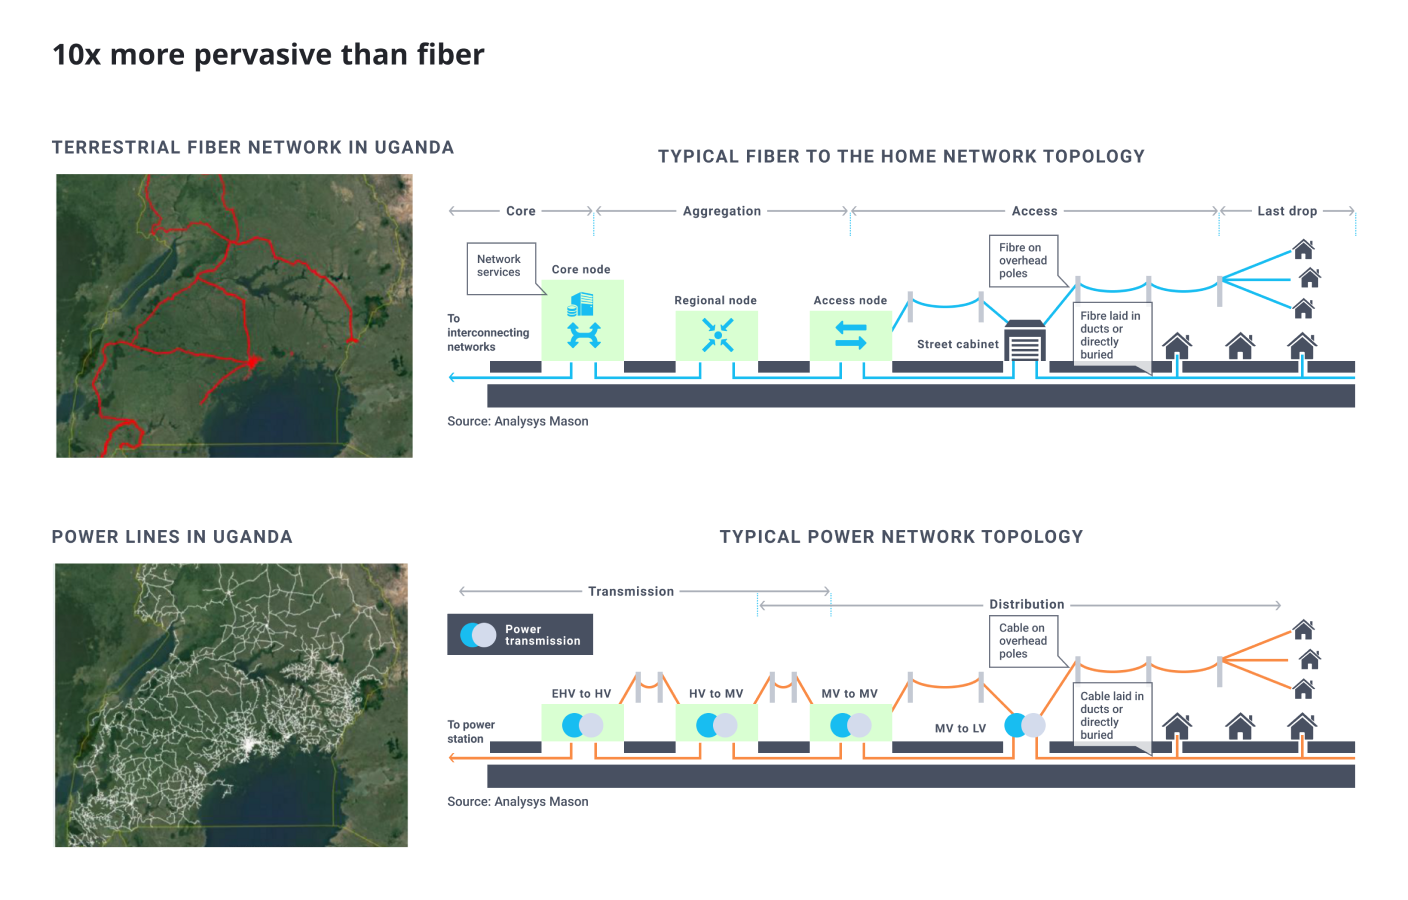 10x more pervasive than fiber
TERRESTRIAL FIBER NETWORK IN UGANDA
TYPICAL FIBER TO THE HOME NETWORK TOPOLOGY
Core
Aggregation
Access
Last drop
Network
services
Core node
Regional node
Access node
Fibre on
overhead
poles
To
interconnecting
networks
Street cabinet
Fibre laid in
ducts or
directly
buried
Source: Analysys Mason
POWER LINES IN UGANDA
TYPICAL POWER NETWORK TOPOLOGY
Transmission
Distribution
Power
transmission
Cable on
overhead
poles
EHV to HV
HV to MV
MV to MV
To power
station
MV to LV
Cable laid in
ducts or
directly
buried
Source: Analysys Mason